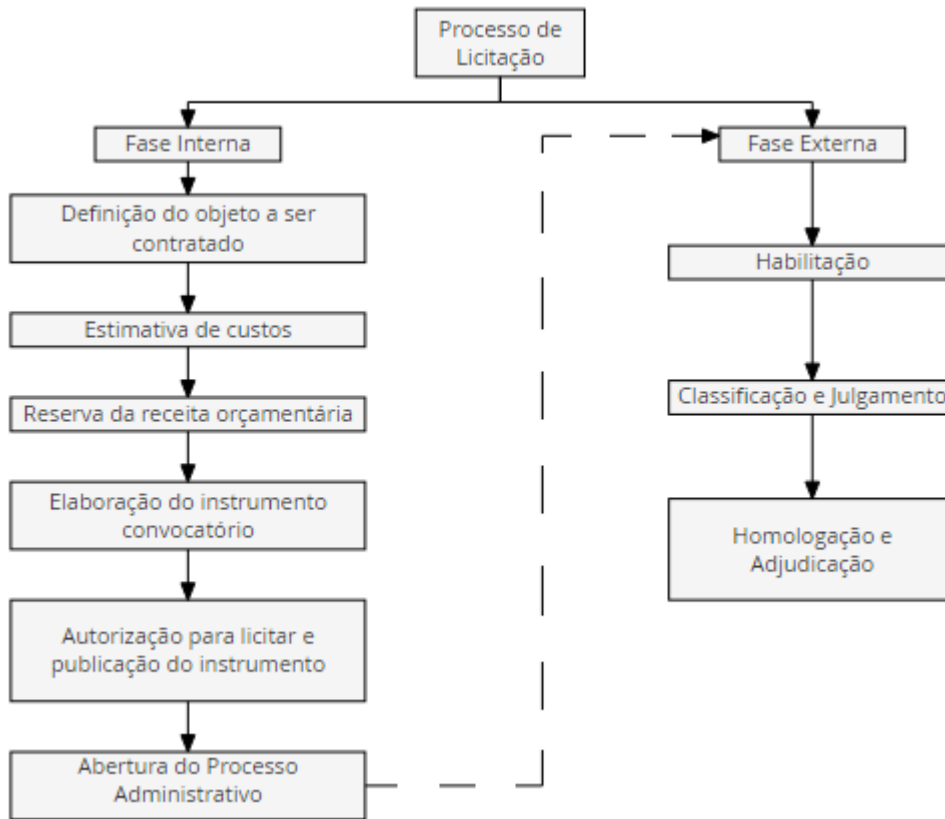 Processo de
Licitação
Fase Interna
Definição do objeto a ser
contratado
Estimativa de custos
Reserva da receita orçamentária
Elaboração do instrumento
convocatório
Autorização para licitar e
publicação do instrumento
Abertura do Processo
Administrativo
Fase Externa
Habilitação
Classificação e Julgamento
Homologação e
Adjudicação